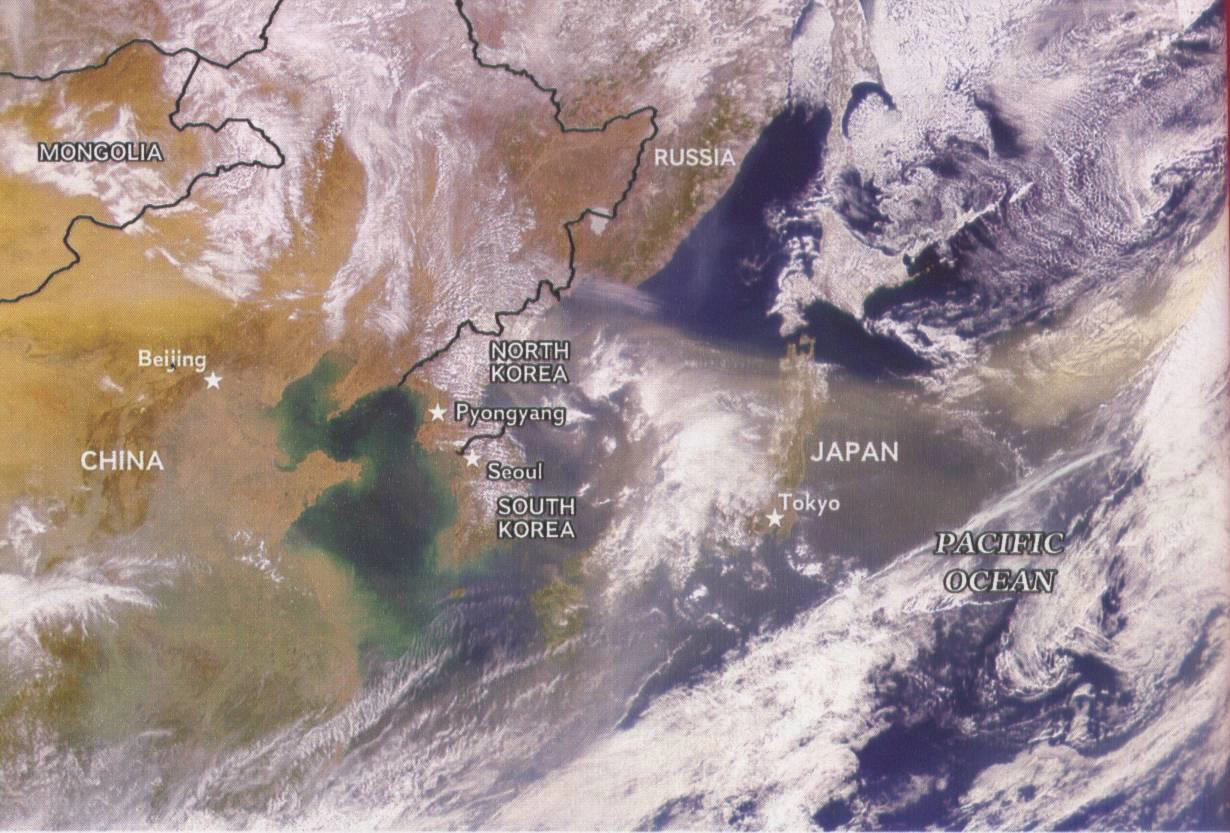 MONGOLIA
RUSSIA
NORTH
KOREA
Beijing
Pyongyang
CHINA
JAPAN
Seoul
SOUTH
KOREA
Tokyo
PACIFIC
OCEAN